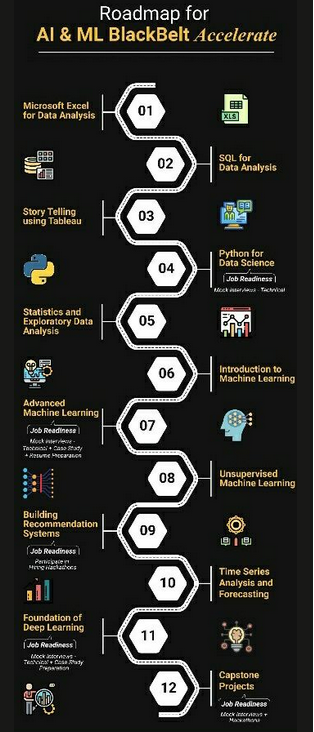 Roadmap for
AI & ML BlackBelt Accelerate
01
Microsoft Excel
for Data Analysis
XLS
02
SQL for
Data Analysis
03
Story Telling
using Tableau
04
Python for
Data Science
Job Readiness
Mock Interviews - Technical
05
Statistics and
Exploratory Data
Analysis
06
Introduction to
Machine Learning
07
Advanced
Machine Learning
Job Readiness
Mock Interviews -
Technical + Case Study
+ Resume Preparation
08
Unsupervised
Machine Learning
09
Building
Recommendation
Systems
Job Readiness
Participate in
Hiring Hackathons
10
Time Series
Analysis and
Forecasting
11
Foundation of
Deep Learning
Job Readiness
Mock Interviews -
Technical + Case Study
Preparation
12
Capstone
Projects
Job Readiness
Mock Interviews +
Hackathons